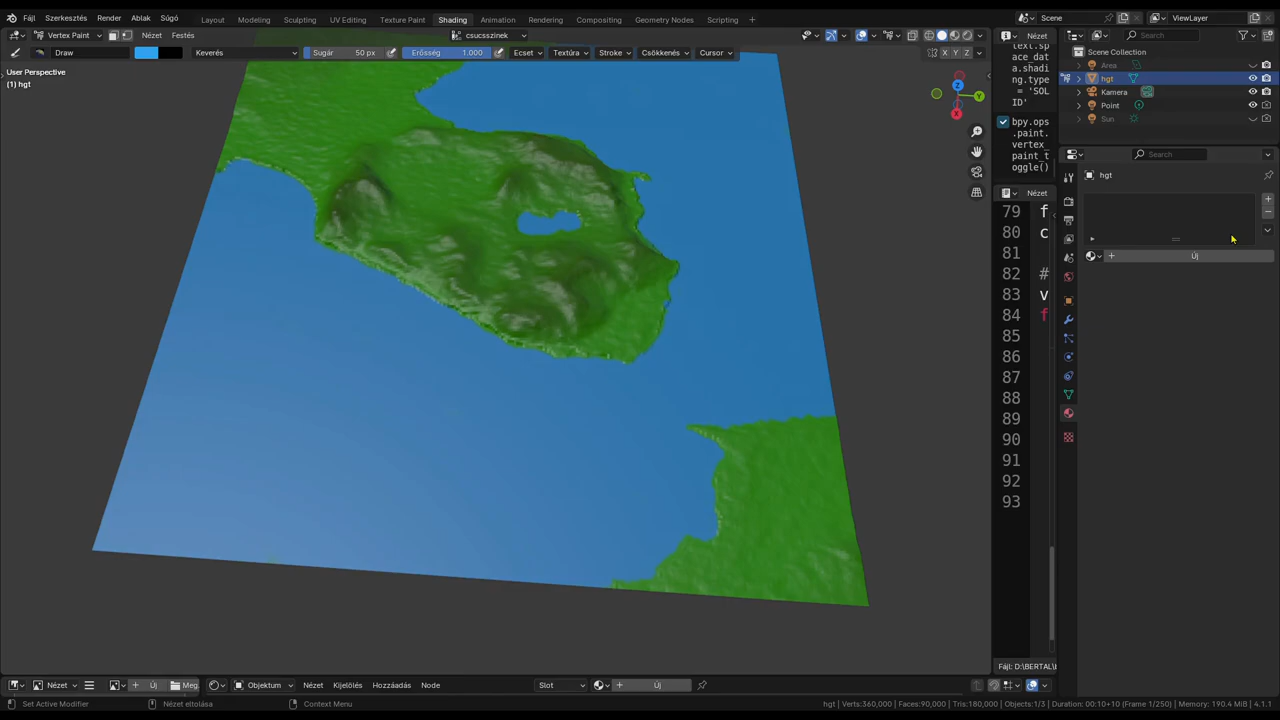 Fájl Szerkesztés Render Ablak Súgó Layout Modeling Sculpting UV Editing Texture Paint Shading Animation Rendering Compositing Geometry Nodes Scripting + Scene ViewLayer
Vertex Paint Nézet Festés csucsszinek
Draw Keverés Sugár 50 px Erősség 1.000 Ecset Textúra Stroke Csökkenés Cursor X Y Z
User Perspective
(1) hgt
Z
Y
X
text.sp
ace_dat
a.shadi
ng.type
= 'SOL
ID'
bpy.ops
.paint.
vertex_
paint_t
oggle()
Nézet
79 f
80 c
81
82 #
83 v
84 f
85
86
87
88
89
90
91
92
93
Fájl: D:\BERTAL\
Search
Scene Collection
Area
hgt
Kamera
Point
Sun
Search
hgt
Új
Nézet Új Meg Objektum Nézet Kijelölés Hozzáadás Node Slot Új
Set Active Modifier Nézet eltolása Context Menu hgt | Verts:360,000 | Faces:90,000 | Tris:180,000 | Objects:1/3 | Duration: 00:10+10 (Frame 1/250) | Memory: 190.4 MiB | 4.1.1